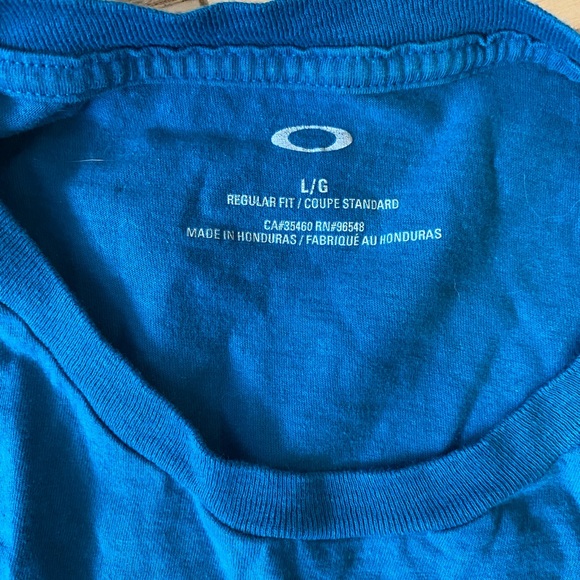 L/G
REGULAR FIT / COUPE STANDARD
CA#35460 RN#96548
MADE IN HONDURAS / FABRIQUÉ AU HONDURAS